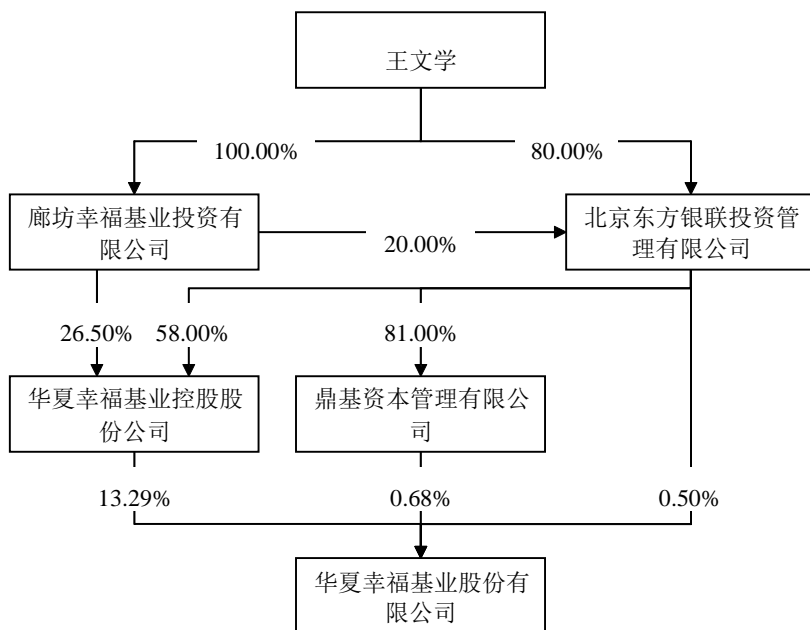 王文学
100.00%
80.00%
廊坊幸福基业投资有
限公司
20.00%
北京东方银联投资管
理有限公司
26.50%
58.00%
81.00%
华夏幸福基业控股股
份公司
鼎基资本管理有限公
司
13.29%
0.68%
0.50%
华夏幸福基业股份有
限公司